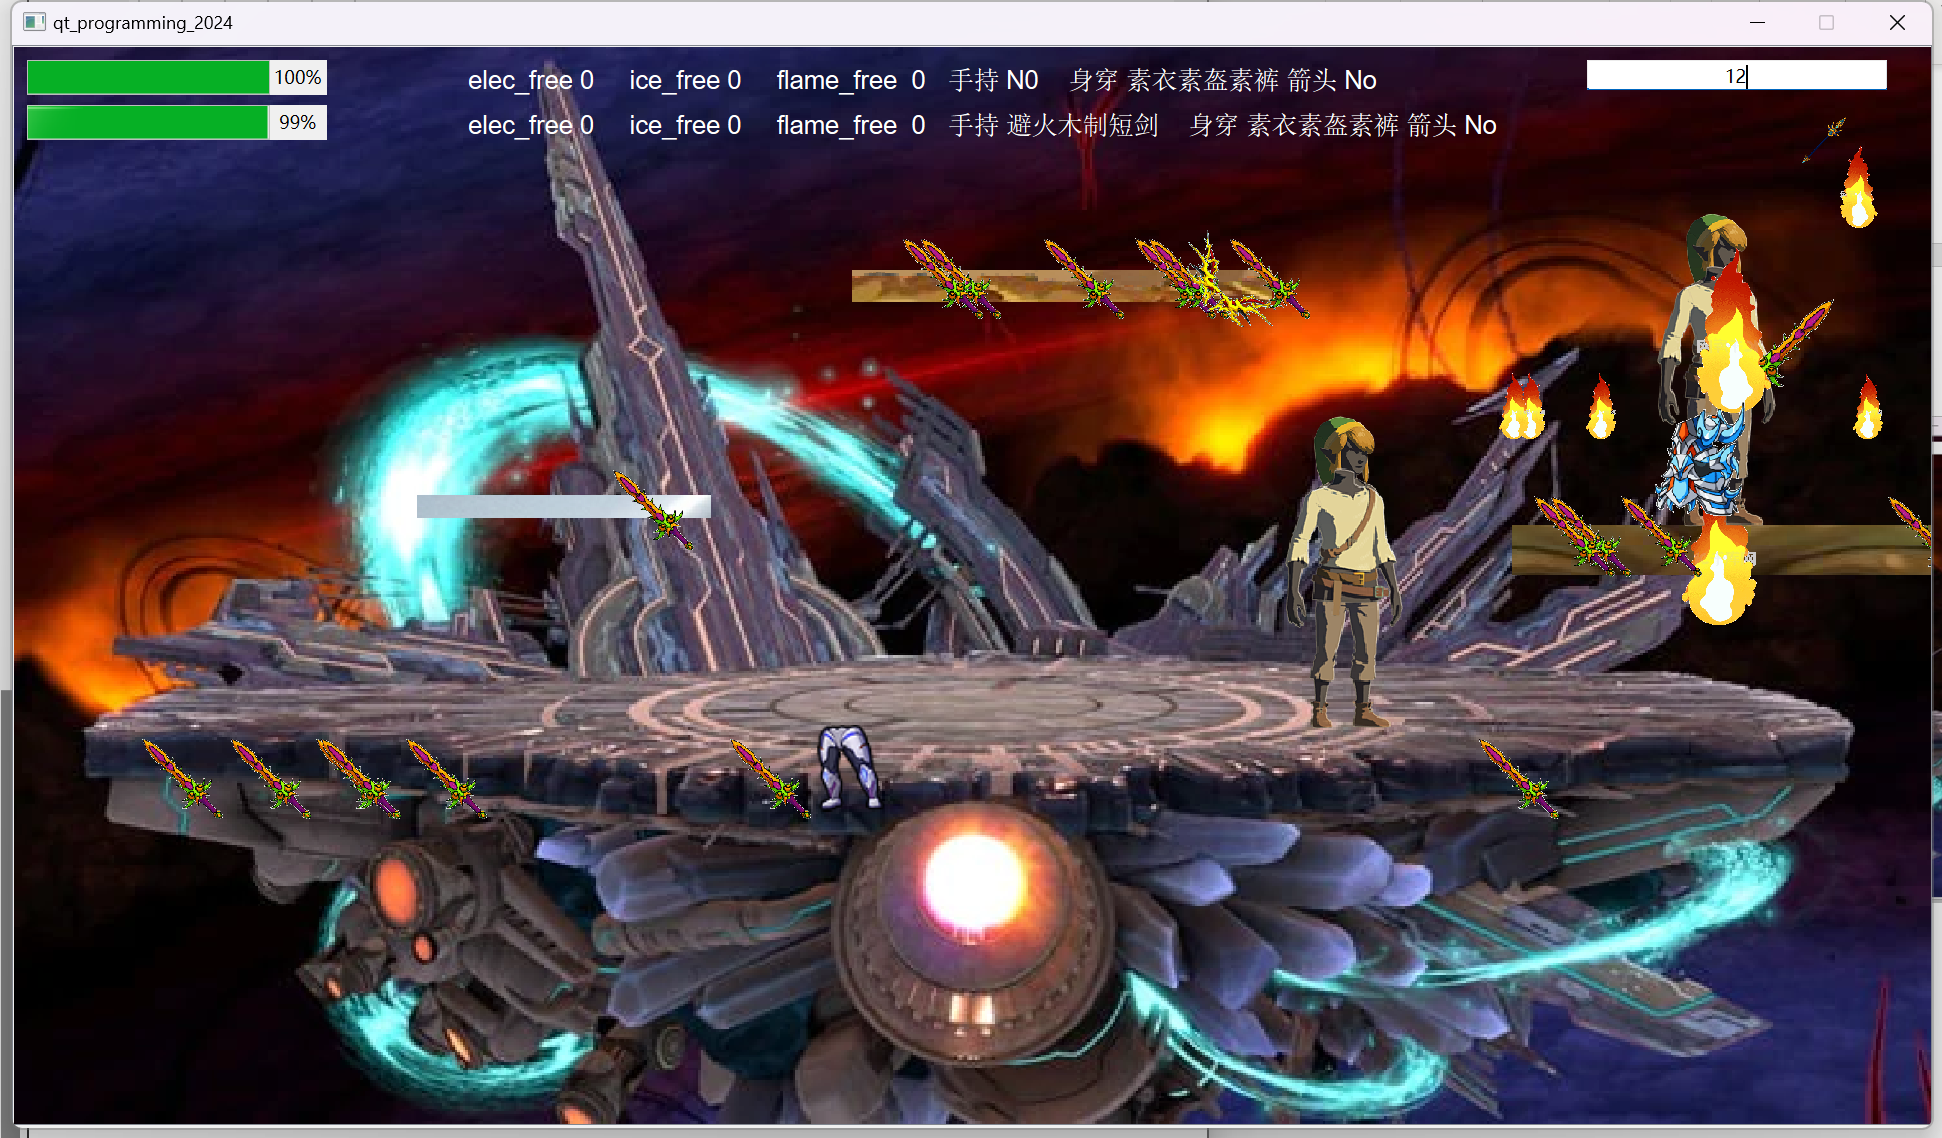 qt_programming_2024
100% elec_free 0 ice_free 0 flame_free 0 手持 N0 身穿 素衣素盔素裤 箭头 No 12
99% elec_free 0 ice_free 0 flame_free 0 手持 避火木制短剑 身穿 素衣素盔素裤 箭头 No
网
网